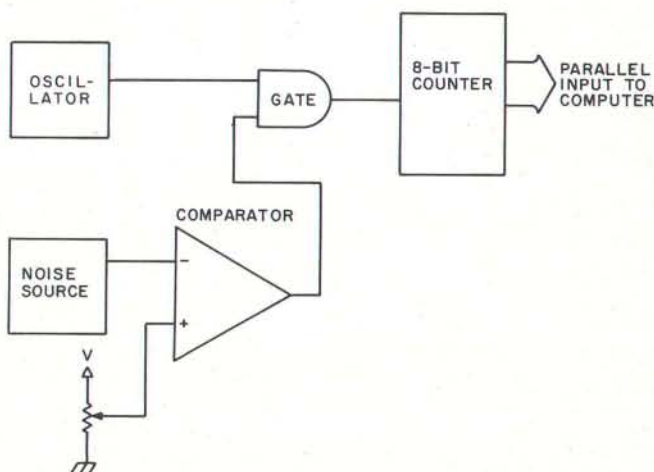 OSCIL-
LATOR
GATE
8-BIT
COUNTER
PARALLEL
INPUT TO
COMPUTER
COMPARATOR
NOISE
SOURCE
-
+
V